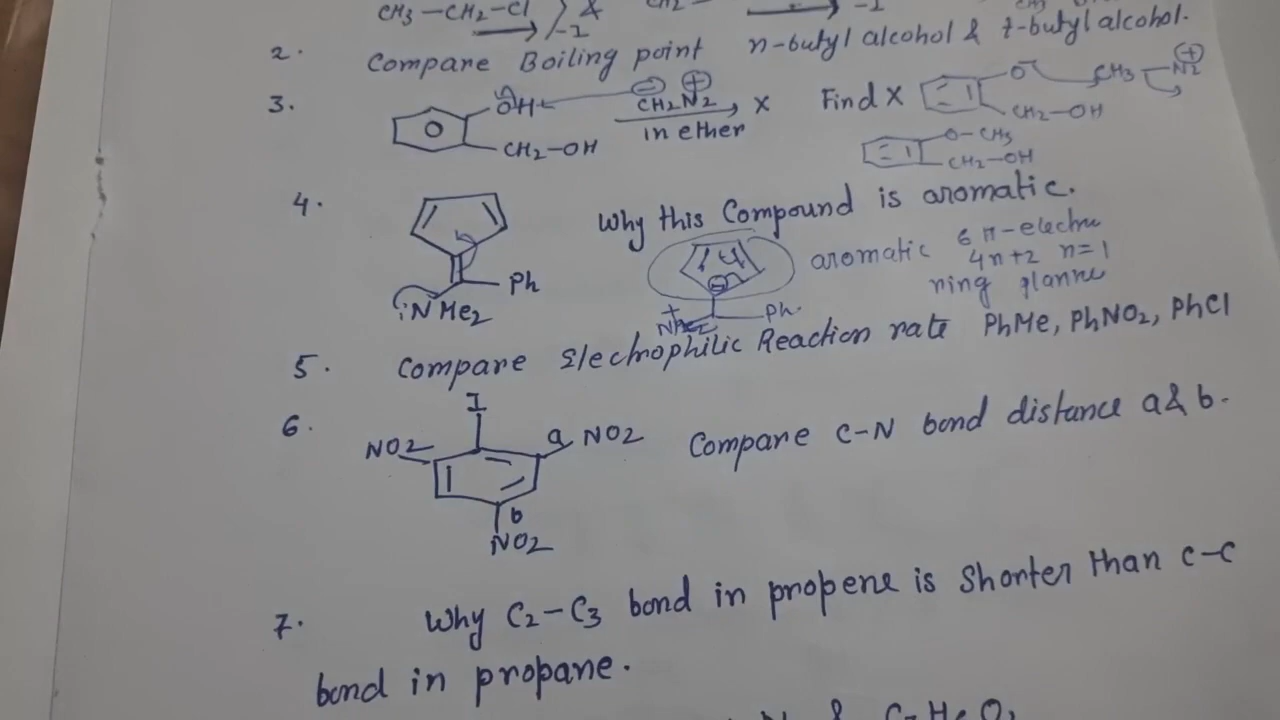 CH3-CH2-Cl
2. Compare Boiling point n-butyl alcohol & t-butyl alcohol.
3. OH CH2-OH ⊖ ⊕ CH2N2 in ether X Find X O⁻ CH3 N2 ⊕ CH2-OH
O-CH3 CH2-OH
4. Ph :NMe2 Why this Compound is aromatic.
⊖ + Ph. aromatic 6 π-electro
4n+2 n=1
ring planne
5. Compare Electrophilic Reaction rate PhMe, PhNO2, PhCl
6. I NO2 a NO2 b NO2 Compare C-N bond distance a & b.
7. Why C2-C3 bond in propene is shorter than C-C
bond in propane.